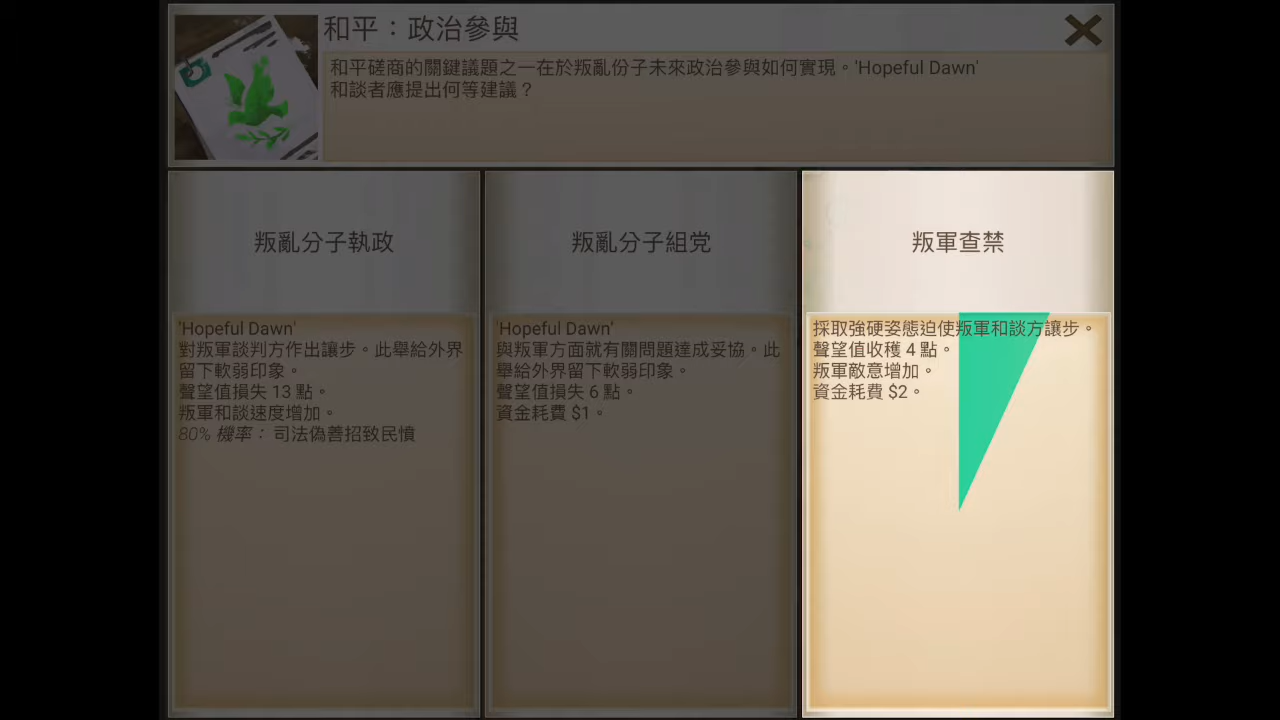 和平：政治參與
和平磋商的關鍵議題之一在於叛亂份子未來政治參與如何實現。'Hopeful Dawn'
和談者應提出何等建議？
叛亂分子執政
'Hopeful Dawn'
對叛軍談判方作出讓步。此舉給外界
留下軟弱印象。
聲望值損失 13 點。
叛軍和談速度增加。
80% 機率： 司法偽善招致民憤
叛亂分子組党
'Hopeful Dawn'
與叛軍方面就有關問題達成妥協。此
舉給外界留下軟弱印象。
聲望值損失 6 點。
資金耗費 $1。
叛軍查禁
採取強硬姿態迫使叛軍和談方讓步。
聲望值收穫 4 點。
叛軍敵意增加。
資金耗費 $2。